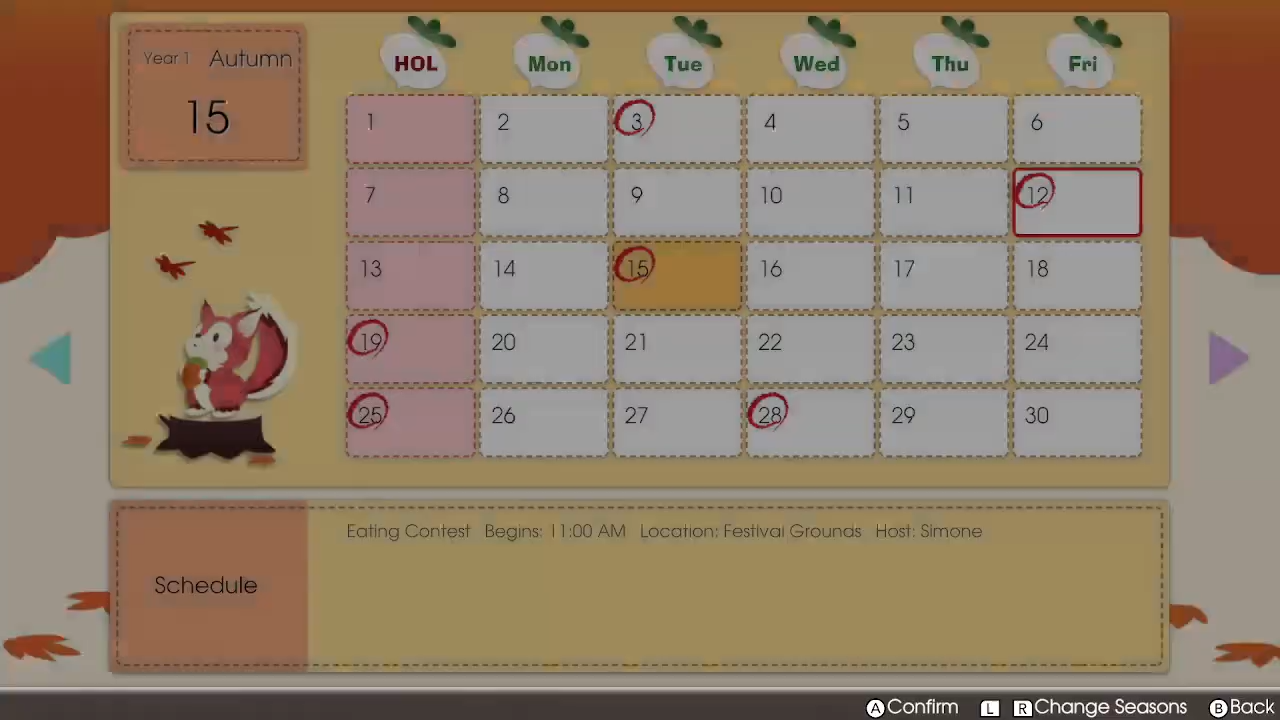 Year 1 Autumn
15
HOL Mon Tue Wed Thu Fri
1 2 3 4 5 6
7 8 9 10 11 12
13 14 15 16 17 18
19 20 21 22 23 24
25 26 27 28 29 30
Schedule
Eating Contest Begins: 11:00 AM Location: Festival Grounds Host: Simone
A Confirm L R Change Seasons B Back